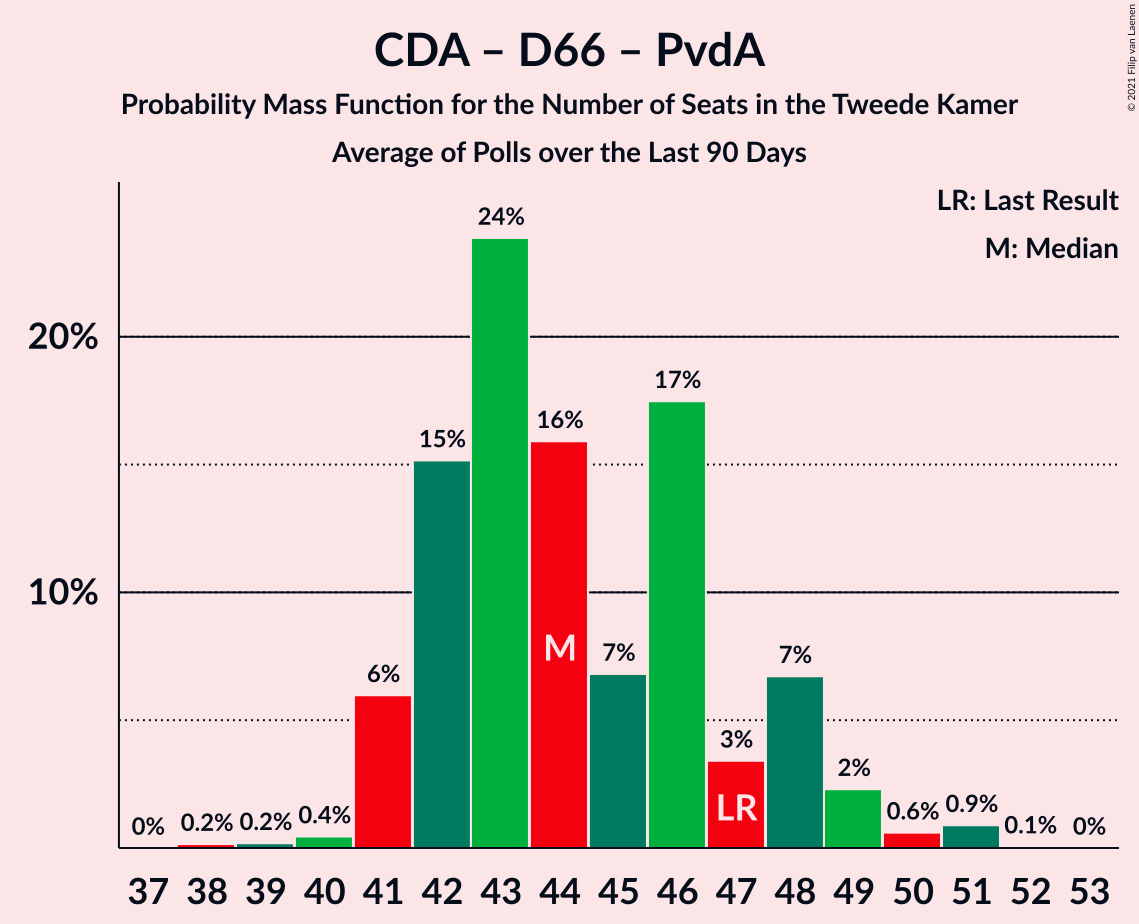 CDA – D66 – PvdA
Probability Mass Function for the Number of Seats in the Tweede Kamer
Average of Polls over the Last 90 Days
© 2021 Filip van Laenen
LR: Last Result
M: Median
20%
10%
0%
0.2%
0.2%
0.4%
6%
15%
24%
16%
7%
17%
3%
7%
2%
0.6%
0.9%
0.1%
0%
M
LR
37 38 39 40 41 42 43 44 45 46 47 48 49 50 51 52 53